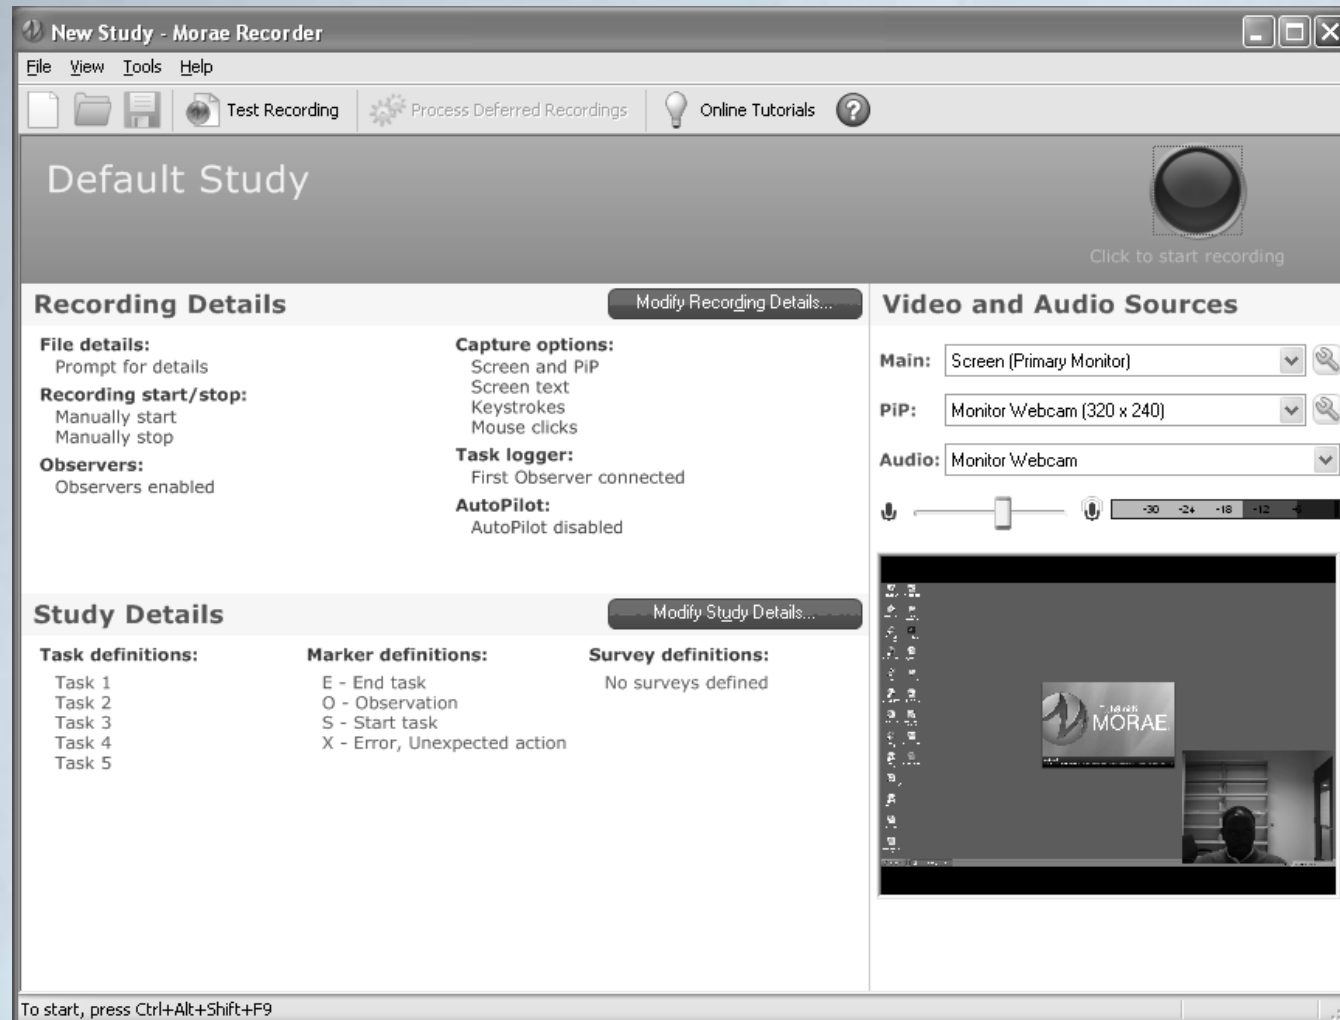 New Study - Morae Recorder
File View Tools Help
Test Recording Process Deferred Recordings Online Tutorials ?
Default Study
Click to start recording
Recording Details
Modify Recording Details...
File details:
Prompt for details
Recording start/stop:
Manually start
Manually stop
Observers:
Observers enabled
Capture options:
Screen and PiP
Screen text
Keystrokes
Mouse clicks
Task logger:
First Observer connected
AutoPilot:
AutoPilot disabled
Study Details
Modify Study Details...
Task definitions:
Task 1
Task 2
Task 3
Task 4
Task 5
Marker definitions:
E - End task
O - Observation
S - Start task
X - Error, Unexpected action
Survey definitions:
No surveys defined
Video and Audio Sources
Main: Screen (Primary Monitor)
PiP: Monitor Webcam (320 x 240)
Audio: Monitor Webcam
-30 -24 -18 -12 -6
MORAE
To start, press Ctrl+Alt+Shift+F9